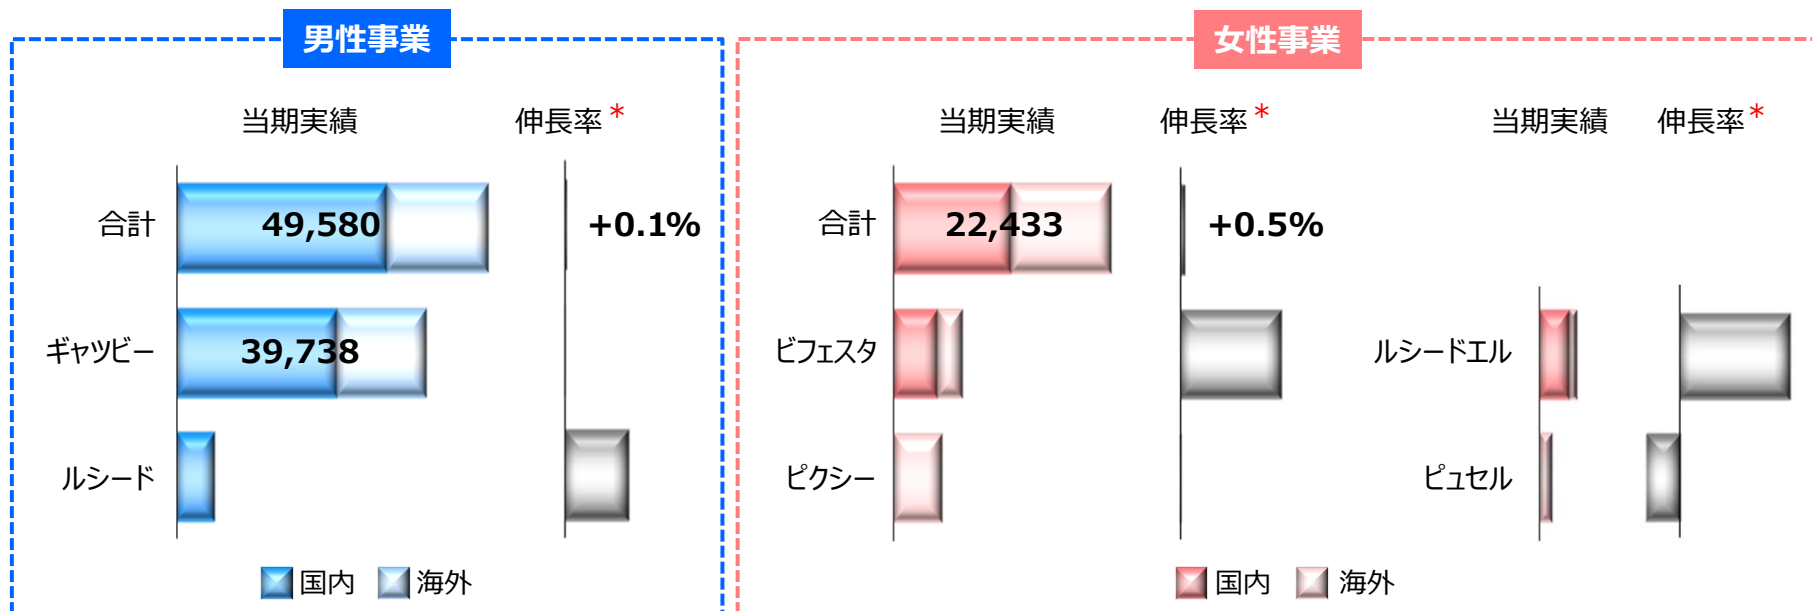 男性事業
当期実績 伸長率*
合計 49,580 +0.1%
ギャツビー 39,738
ルシード
国内 海外
女性事業
当期実績 伸長率* 当期実績 伸長率*
合計 22,433 +0.5%
ビフェスタ ルシードエル
ピクシー ピュセル
国内 海外